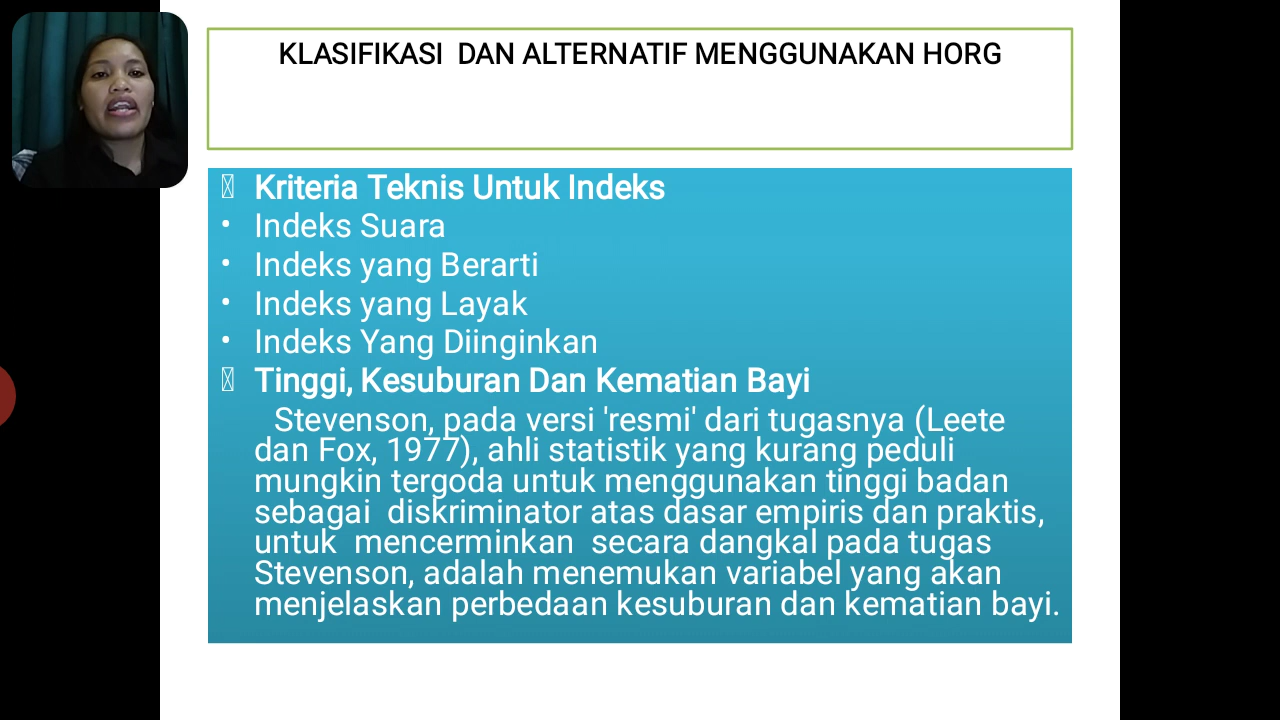 KLASIFIKASI DAN ALTERNATIF MENGGUNAKAN HORG
Kriteria Teknis Untuk Indeks
• Indeks Suara
• Indeks yang Berarti
• Indeks yang Layak
• Indeks Yang Diinginkan
Tinggi, Kesuburan Dan Kematian Bayi
Stevenson, pada versi 'resmi' dari tugasnya (Leete
dan Fox, 1977), ahli statistik yang kurang peduli
mungkin tergoda untuk menggunakan tinggi badan
sebagai diskriminator atas dasar empiris dan praktis,
untuk mencerminkan secara dangkal pada tugas
Stevenson, adalah menemukan variabel yang akan
menjelaskan perbedaan kesuburan dan kematian bayi.